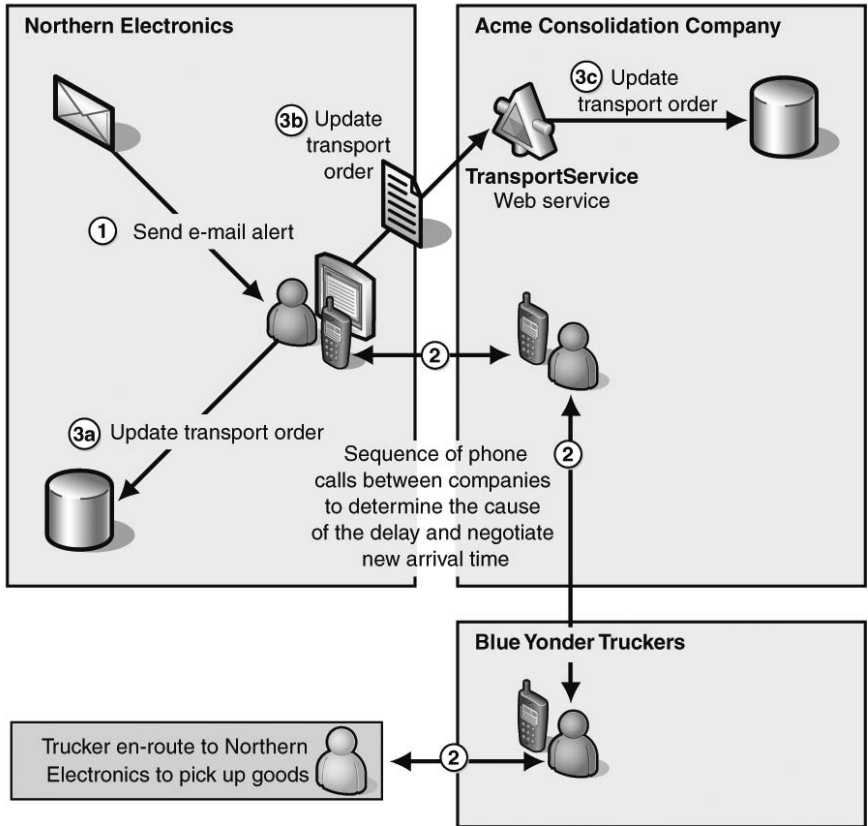 Northern Electronics
Acme Consolidation Company
3b Update
transport
order
3c Update
transport order
TransportService
Web service
1 Send e-mail alert
2
3a Update transport order
2
Sequence of phone
calls between companies
to determine the cause
of the delay and negotiate
new arrival time
Blue Yonder Truckers
Trucker en-route to Northern
Electronics to pick up goods
2